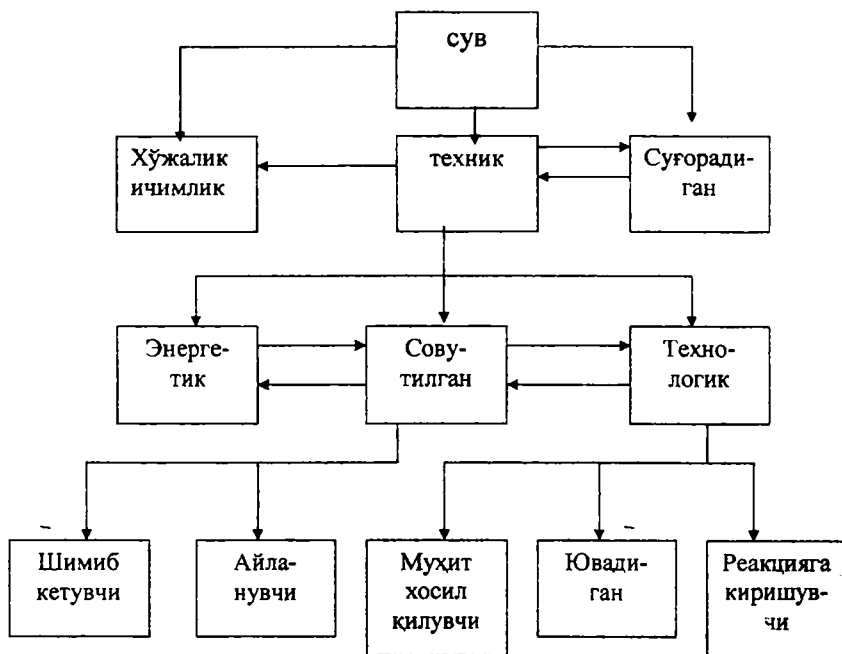 сув
Хўжалик
ичимлик
техник
Суғоради-
ган
Энерге-
тик
Сову-
тилган
Техно-
логик
Шимиб
кетувчи
Айла-
нувчи
Муҳит
хосил
қилувчи
Ювади-
ган
Реакцияга
киришув-
чи